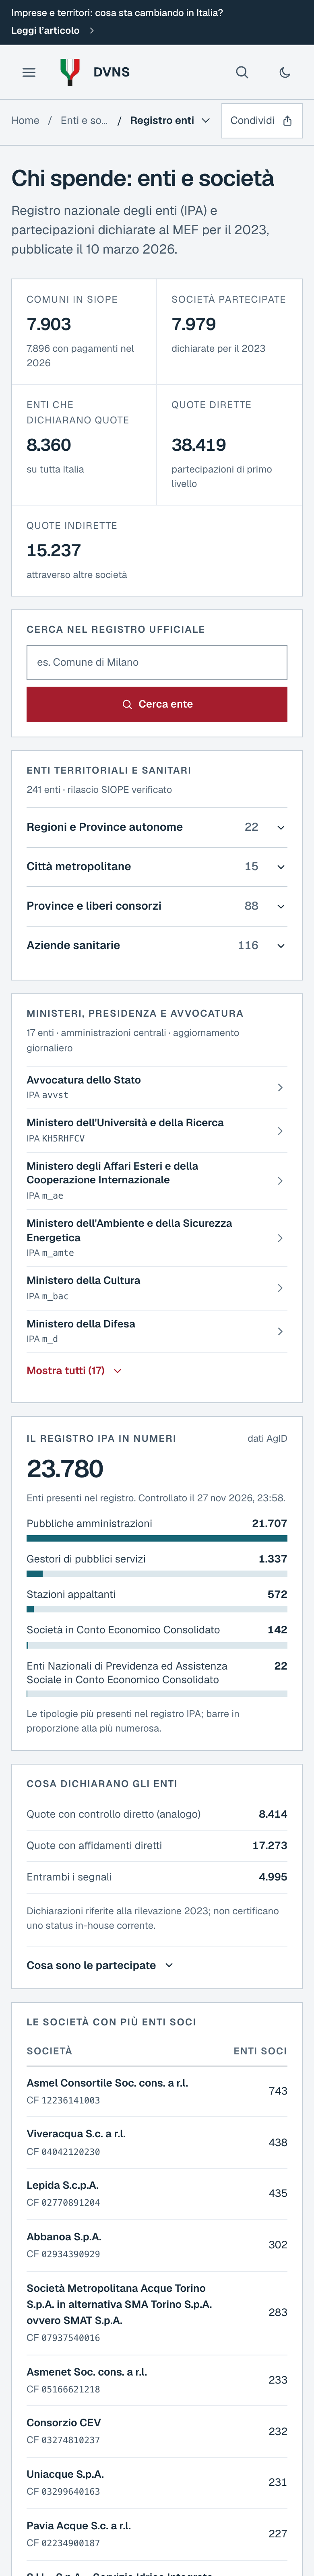 Imprese e territori: cosa sta cambiando in Italia?
Leggi l'articolo
DVNS
Home / Enti e so... / Registro enti
Condividi
Chi spende: enti e società
Registro nazionale degli enti (IPA) e
partecipazioni dichiarate al MEF per il 2023,
pubblicate il 10 marzo 2026.
COMUNI IN SIOPE
7.903
7.896 con pagamenti nel
2026
SOCIETÀ PARTECIPATE
7.979
dichiarate per il 2023
ENTI CHE
DICHIARANO QUOTE
8.360
su tutta Italia
QUOTE DIRETTE
38.419
partecipazioni di primo
livello
QUOTE INDIRETTE
15.237
attraverso altre società
CERCA NEL REGISTRO UFFICIALE
es. Comune di Milano
Cerca ente
ENTI TERRITORIALI E SANITARI
241 enti · rilascio SIOPE verificato
Regioni e Province autonome 22
Città metropolitane 15
Province e liberi consorzi 88
Aziende sanitarie 116
MINISTERI, PRESIDENZA E AVVOCATURA
17 enti · amministrazioni centrali · aggiornamento
giornaliero
Avvocatura dello Stato
IPA avvst
Ministero dell'Università e della Ricerca
IPA KH5RHFCV
Ministero degli Affari Esteri e della
Cooperazione Internazionale
IPA m_ae
Ministero dell'Ambiente e della Sicurezza
Energetica
IPA m_amte
Ministero della Cultura
IPA m_bac
Ministero della Difesa
IPA m_d
Mostra tutti (17)
IL REGISTRO IPA IN NUMERI
dati AgID
23.780
Enti presenti nel registro. Controllato il 27 nov 2026, 23:58.
Pubbliche amministrazioni 21.707
Gestori di pubblici servizi 1.337
Stazioni appaltanti 572
Società in Conto Economico Consolidato 142
Enti Nazionali di Previdenza ed Assistenza 22
Sociale in Conto Economico Consolidato
Le tipologie più presenti nel registro IPA; barre in
proporzione alla più numerosa.
COSA DICHIARANO GLI ENTI
Quote con controllo diretto (analogo) 8.414
Quote con affidamenti diretti 17.273
Entrambi i segnali 4.995
Dichiarazioni riferite alla rilevazione 2023; non certificano
uno status in-house corrente.
Cosa sono le partecipate
LE SOCIETÀ CON PIÙ ENTI SOCI
SOCIETÀ ENTI SOCI
Asmel Consortile Soc. cons. a r.l. 743
CF 12236141003
Viveracqua S.c. a r.l. 438
CF 04042120230
Lepida S.c.p.A. 435
CF 02770891204
Abbanoa S.p.A. 302
CF 02934390929
Società Metropolitana Acque Torino
S.p.A. in alternativa SMA Torino S.p.A.
ovvero SMAT S.p.A. 283
CF 07937540016
Asmenet Soc. cons. a r.l. 233
CF 05166621218
Consorzio CEV 232
CF 03274810237
Uniacque S.p.A. 231
CF 03299640163
Pavia Acque S.c. a r.l. 227
CF 02234900187